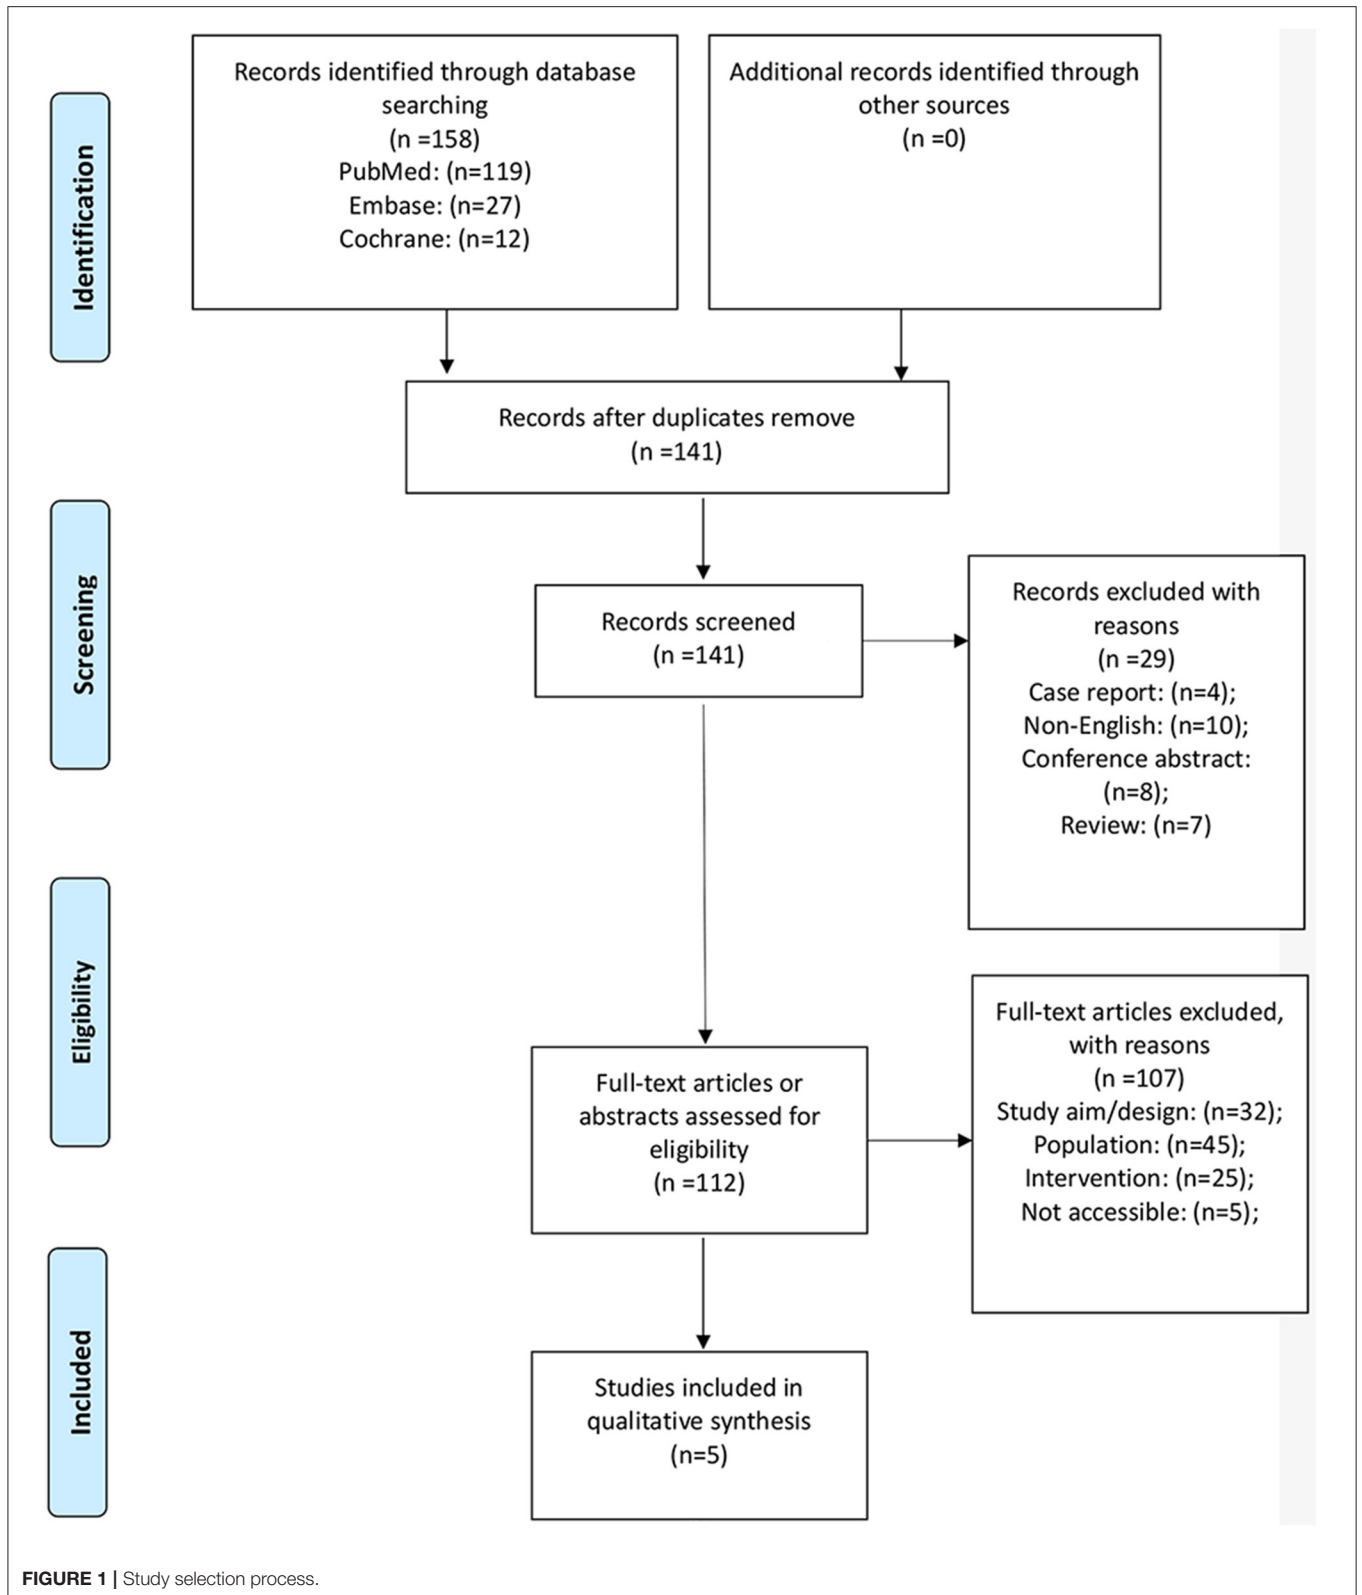 Identification
Records identified through database
searching
(n =158)
PubMed: (n=119)
Embase: (n=27)
Cochrane: (n=12)
Additional records identified through
other sources
(n =0)
Records after duplicates remove
(n =141)
Screening
Records screened
(n =141)
Records excluded with
reasons
(n =29)
Case report: (n=4);
Non-English: (n=10);
Conference abstract:
(n=8);
Review: (n=7)
Eligibility
Full-text articles or
abstracts assessed for
eligibility
(n =112)
Full-text articles excluded,
with reasons
(n =107)
Study aim/design: (n=32);
Population: (n=45);
Intervention: (n=25);
Not accessible: (n=5);
Included
Studies included in
qualitative synthesis
(n=5)
FIGURE 1 | Study selection process.